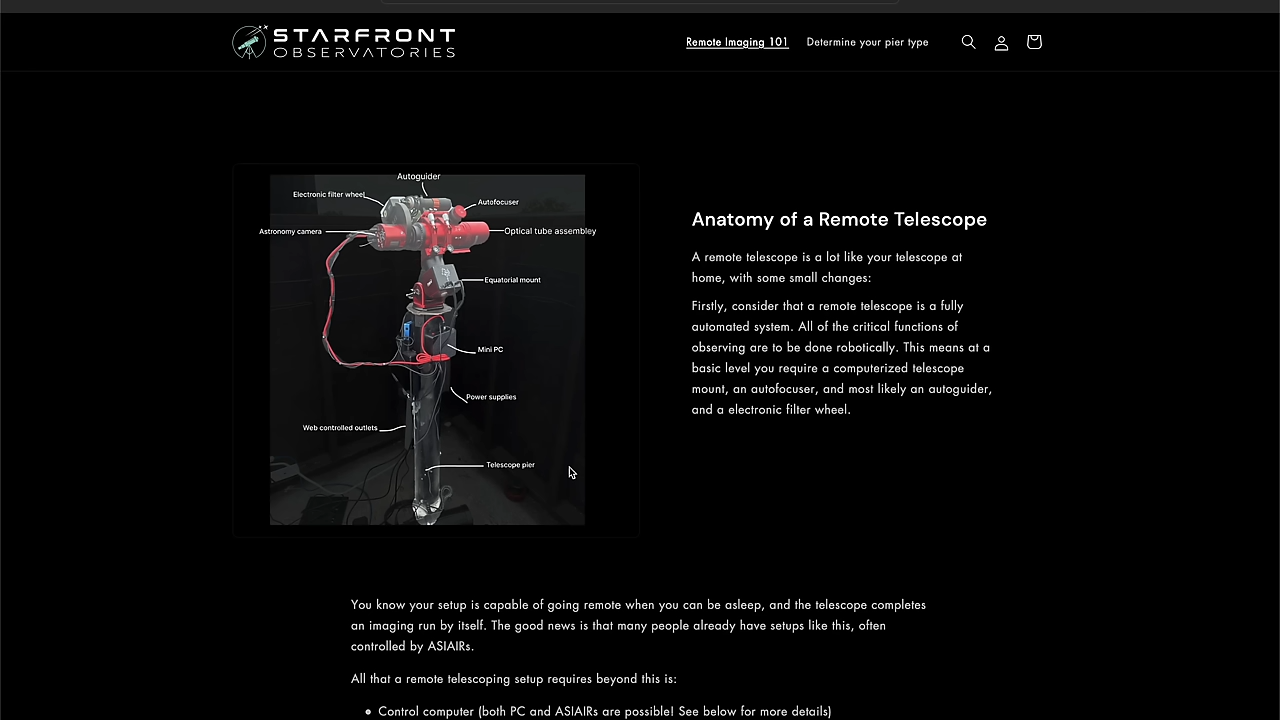 STARFRONT
OBSERVATORIES
Remote Imaging 101
Determine your pier type
Autoguider
Electronic filter wheel
Autofocuser
Astronomy camera
Optical tube assembley
Equatorial mount
Mini PC
Power supplies
Web controlled outlets
Telescope pier
Anatomy of a Remote Telescope
A remote telescope is a lot like your telescope at
home, with some small changes:
Firstly, consider that a remote telescope is a fully
automated system. All of the critical functions of
observing are to be done robotically. This means at a
basic level you require a computerized telescope
mount, an autofocuser, and most likely an autoguider,
and a electronic filter wheel.
You know your setup is capable of going remote when you can be asleep, and the telescope completes
an imaging run by itself. The good news is that many people already have setups like this, often
controlled by ASIAIRs.
All that a remote telescoping setup requires beyond this is:
• Control computer (both PC and ASIAIRs are possible! See below for more details)